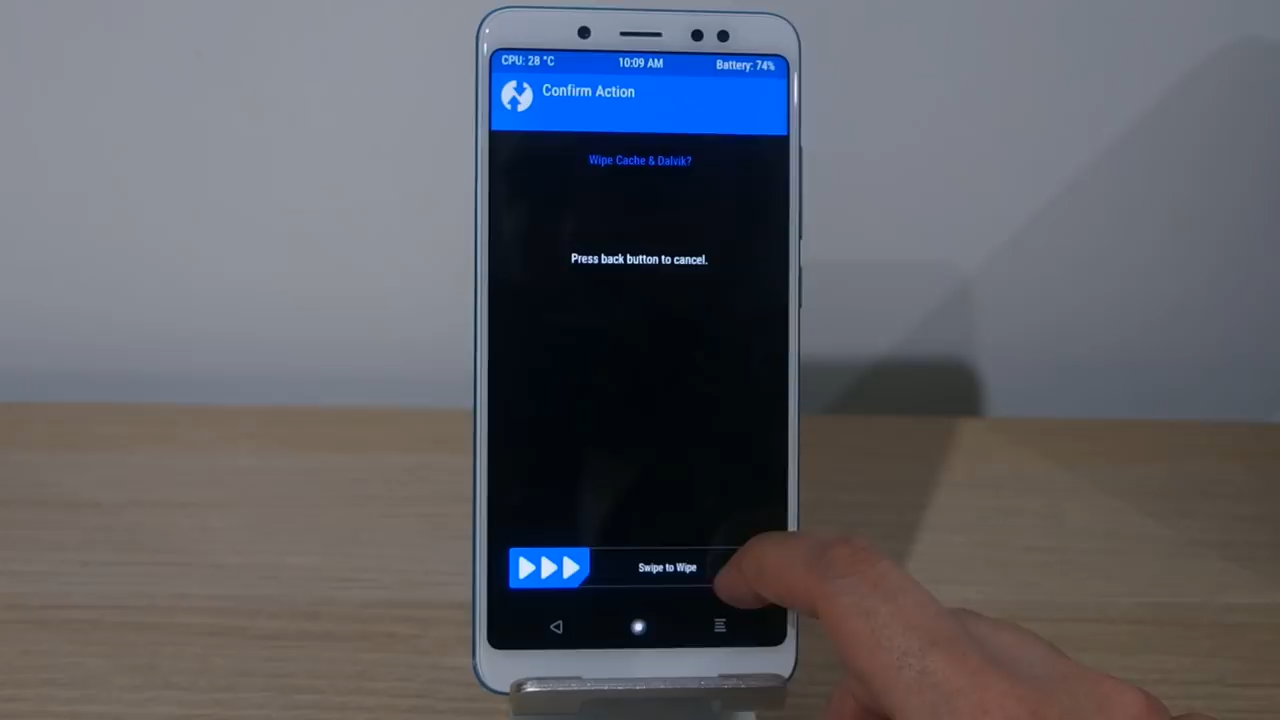 CPU: 28 °C 10:09 AM Battery: 74%
Confirm Action
Wipe Cache & Dalvik?
Press back button to cancel.
Swipe to Wipe